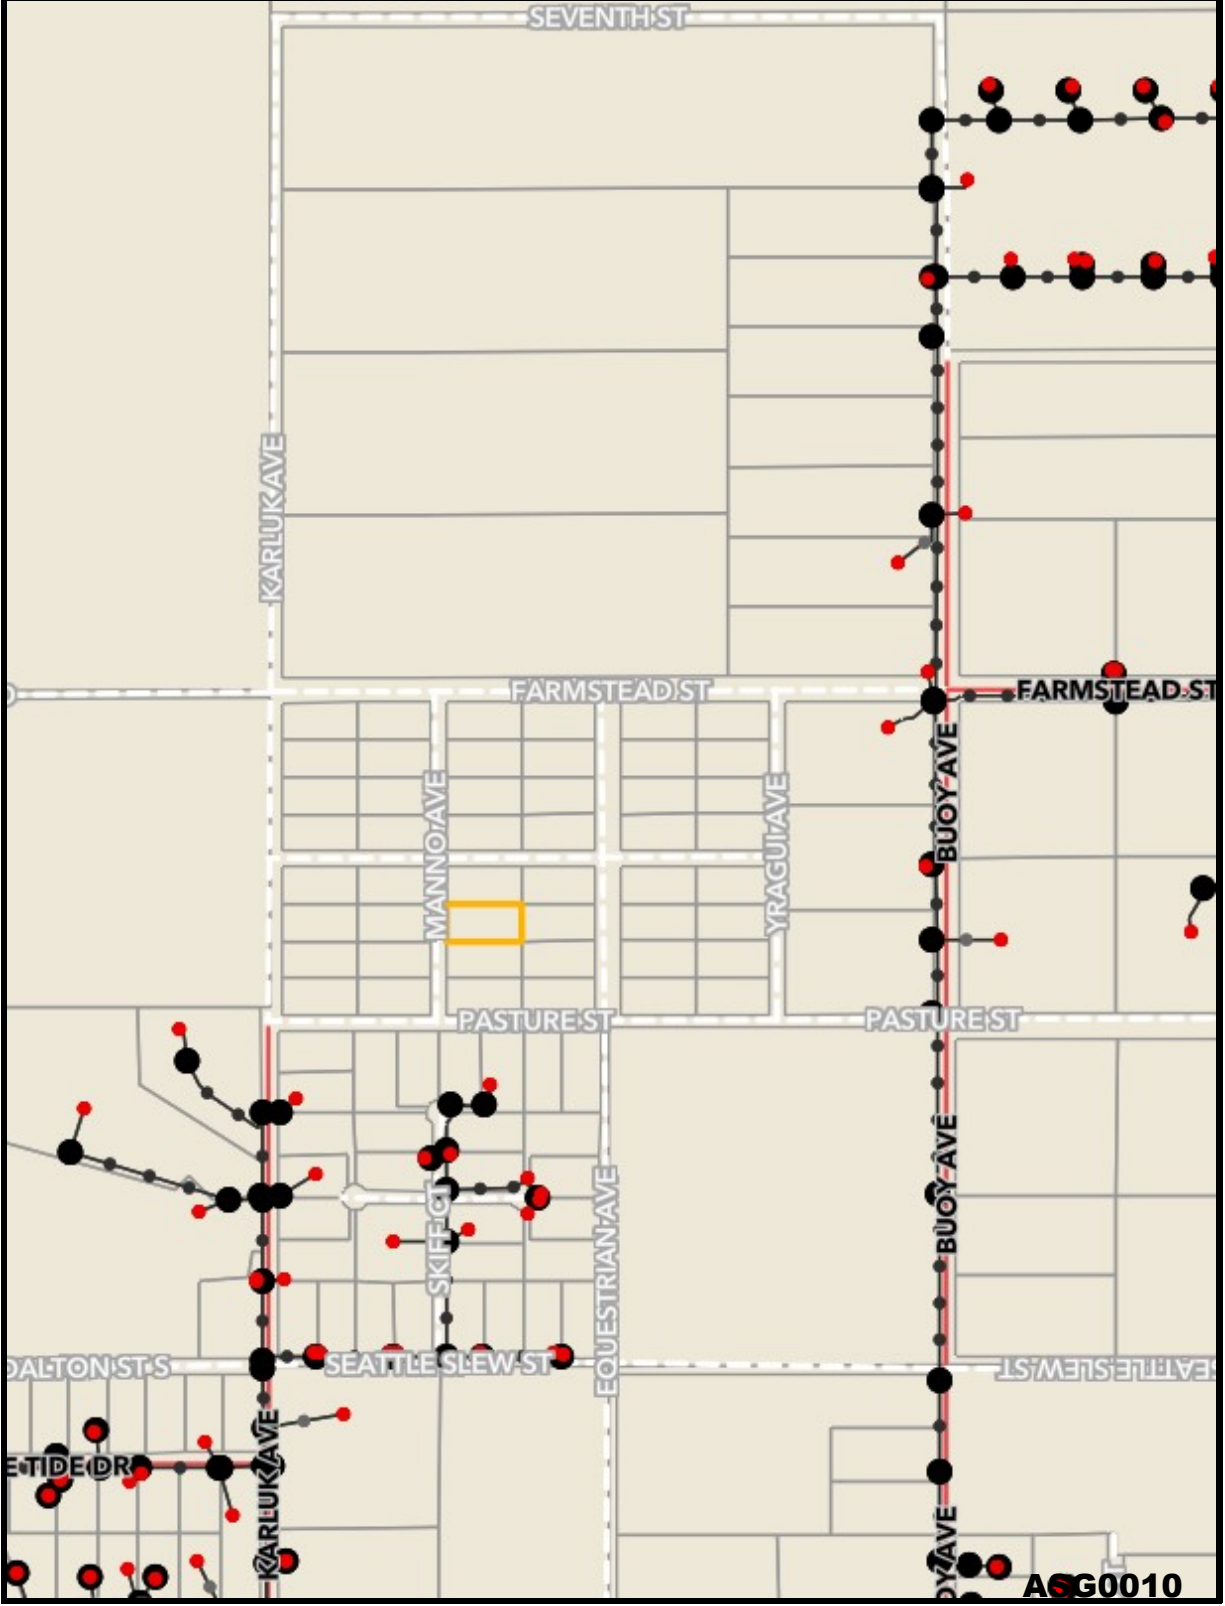 SEVENTH ST
KARLUK AVE
FARMSTEAD ST
FARMSTEAD ST
BUOY AVE
MANNO AVE
YRAGUI AVE
PASTURE ST
PASTURE ST
BUOY AVE
SKIFF CT
EQUESTRIAN AVE
DALTON ST S
SEATTLE SLEW ST
SEATTLE SLEW ST
E TIDE DR
KARLUK AVE
OY AVE
ASG0010